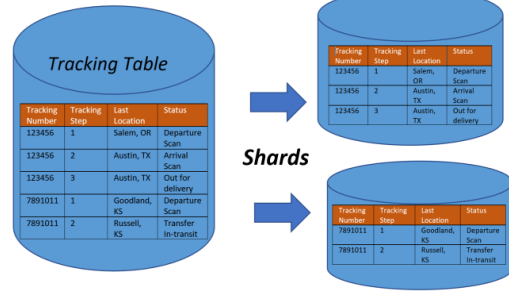 Tracking Table
Tracking Number Tracking Step Last Location Status
123456 1 Salem, OR Departure Scan
123456 2 Austin, TX Arrival Scan
123456 3 Austin, TX Out for delivery
7891011 1 Goodland, KS Departure Scan
7891011 2 Russell, KS Transfer In-transit
Shards
Tracking Number Tracking Step Last Location Status
123456 1 Salem, OR Departure Scan
123456 2 Austin, TX Arrival Scan
123456 3 Austin, TX Out for delivery
Tracking Number Tracking Step Last Location Status
7891011 1 Goodland, KS Departure Scan
7891011 2 Russell, KS Transfer In-transit